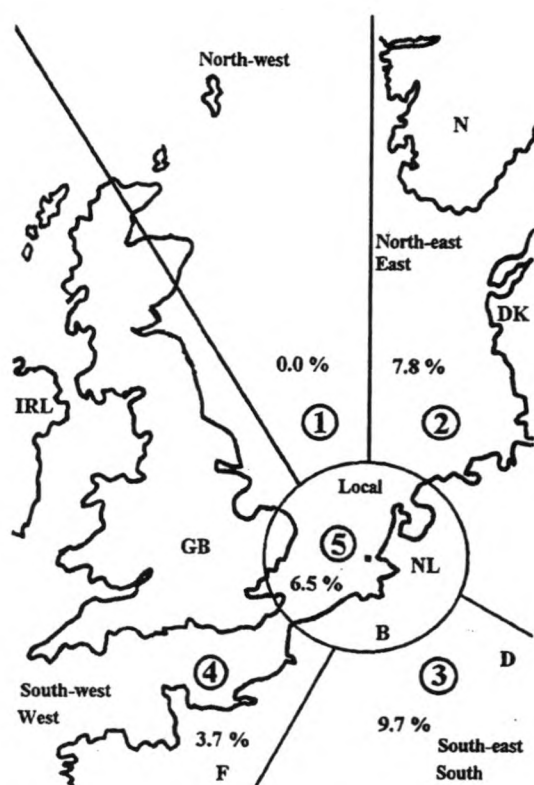 North-west
N
North-east
East
DK
0.0 %
7.8 %
IRL
1
2
Local
GB
5
NL
6.5 %
B
4
3
D
South-west
West
3.7 %
9.7 %
F
South-east
South